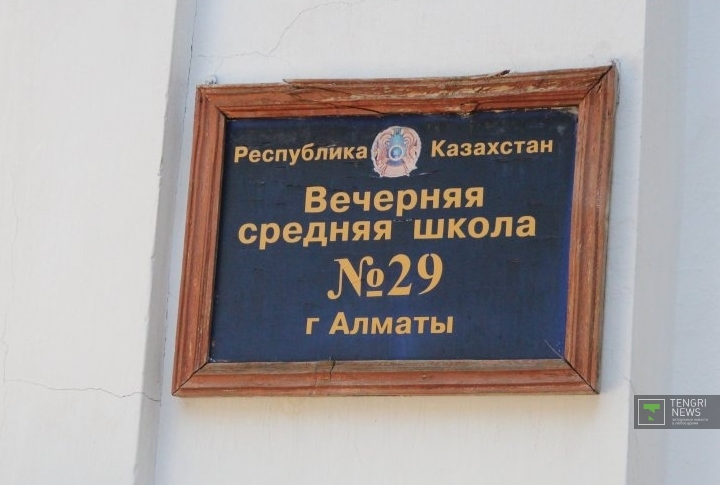 Республика Казахстан
Вечерняя
средняя школа
№29
г Алматы
TENGRI
NEWS